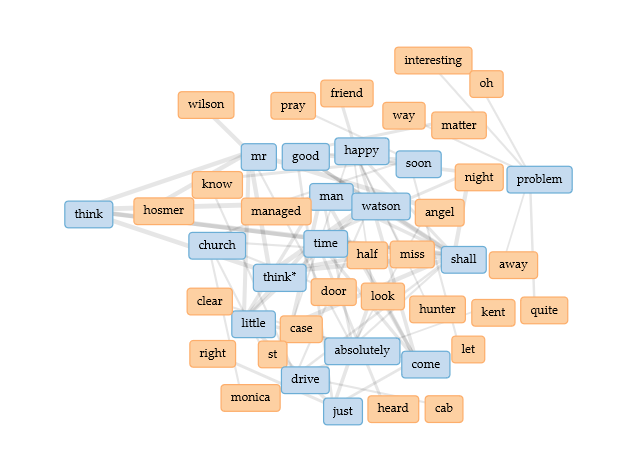 interesting
oh
friend
wilson
pray
way
matter
happy
mr
good
soon
night
problem
know
man
watson
managed
angel
hosmer
think
church
time
half
miss
shall
away
think*
door
look
clear
hunter
quite
kent
little
case
let
right
st
absolutely
come
drive
monica
just
heard
cab